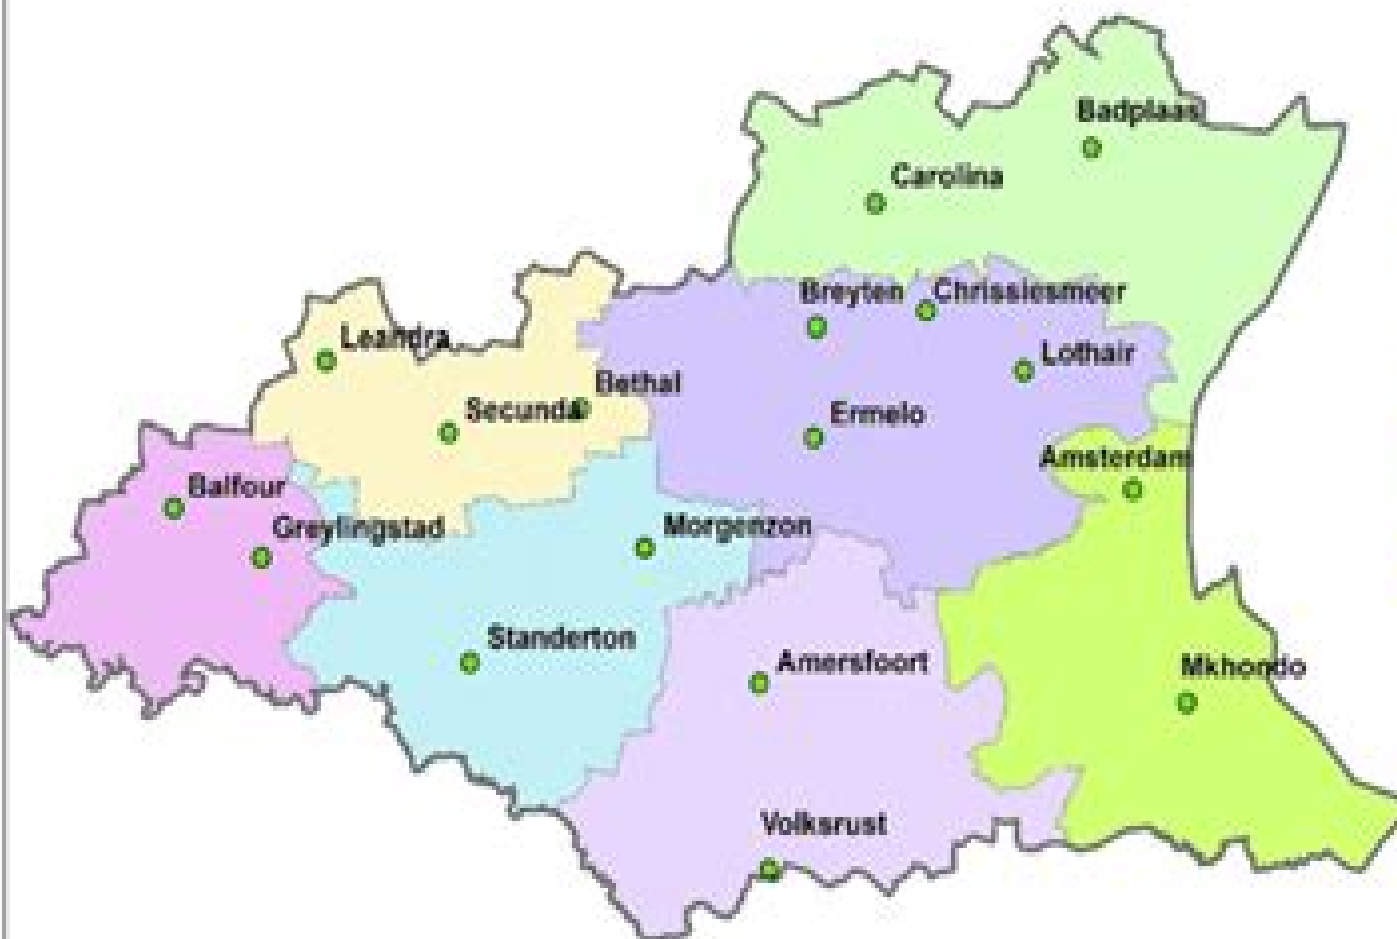 Badplaas
Carolina
Breyten
Chrissiesmeer
Leandra
Lothair
Bethal
Secunda
Ermelo
Amsterdam
Balfour
Greylingstad
Morgenzon
Standerton
Amersfoort
Mkhondo
Volksrust